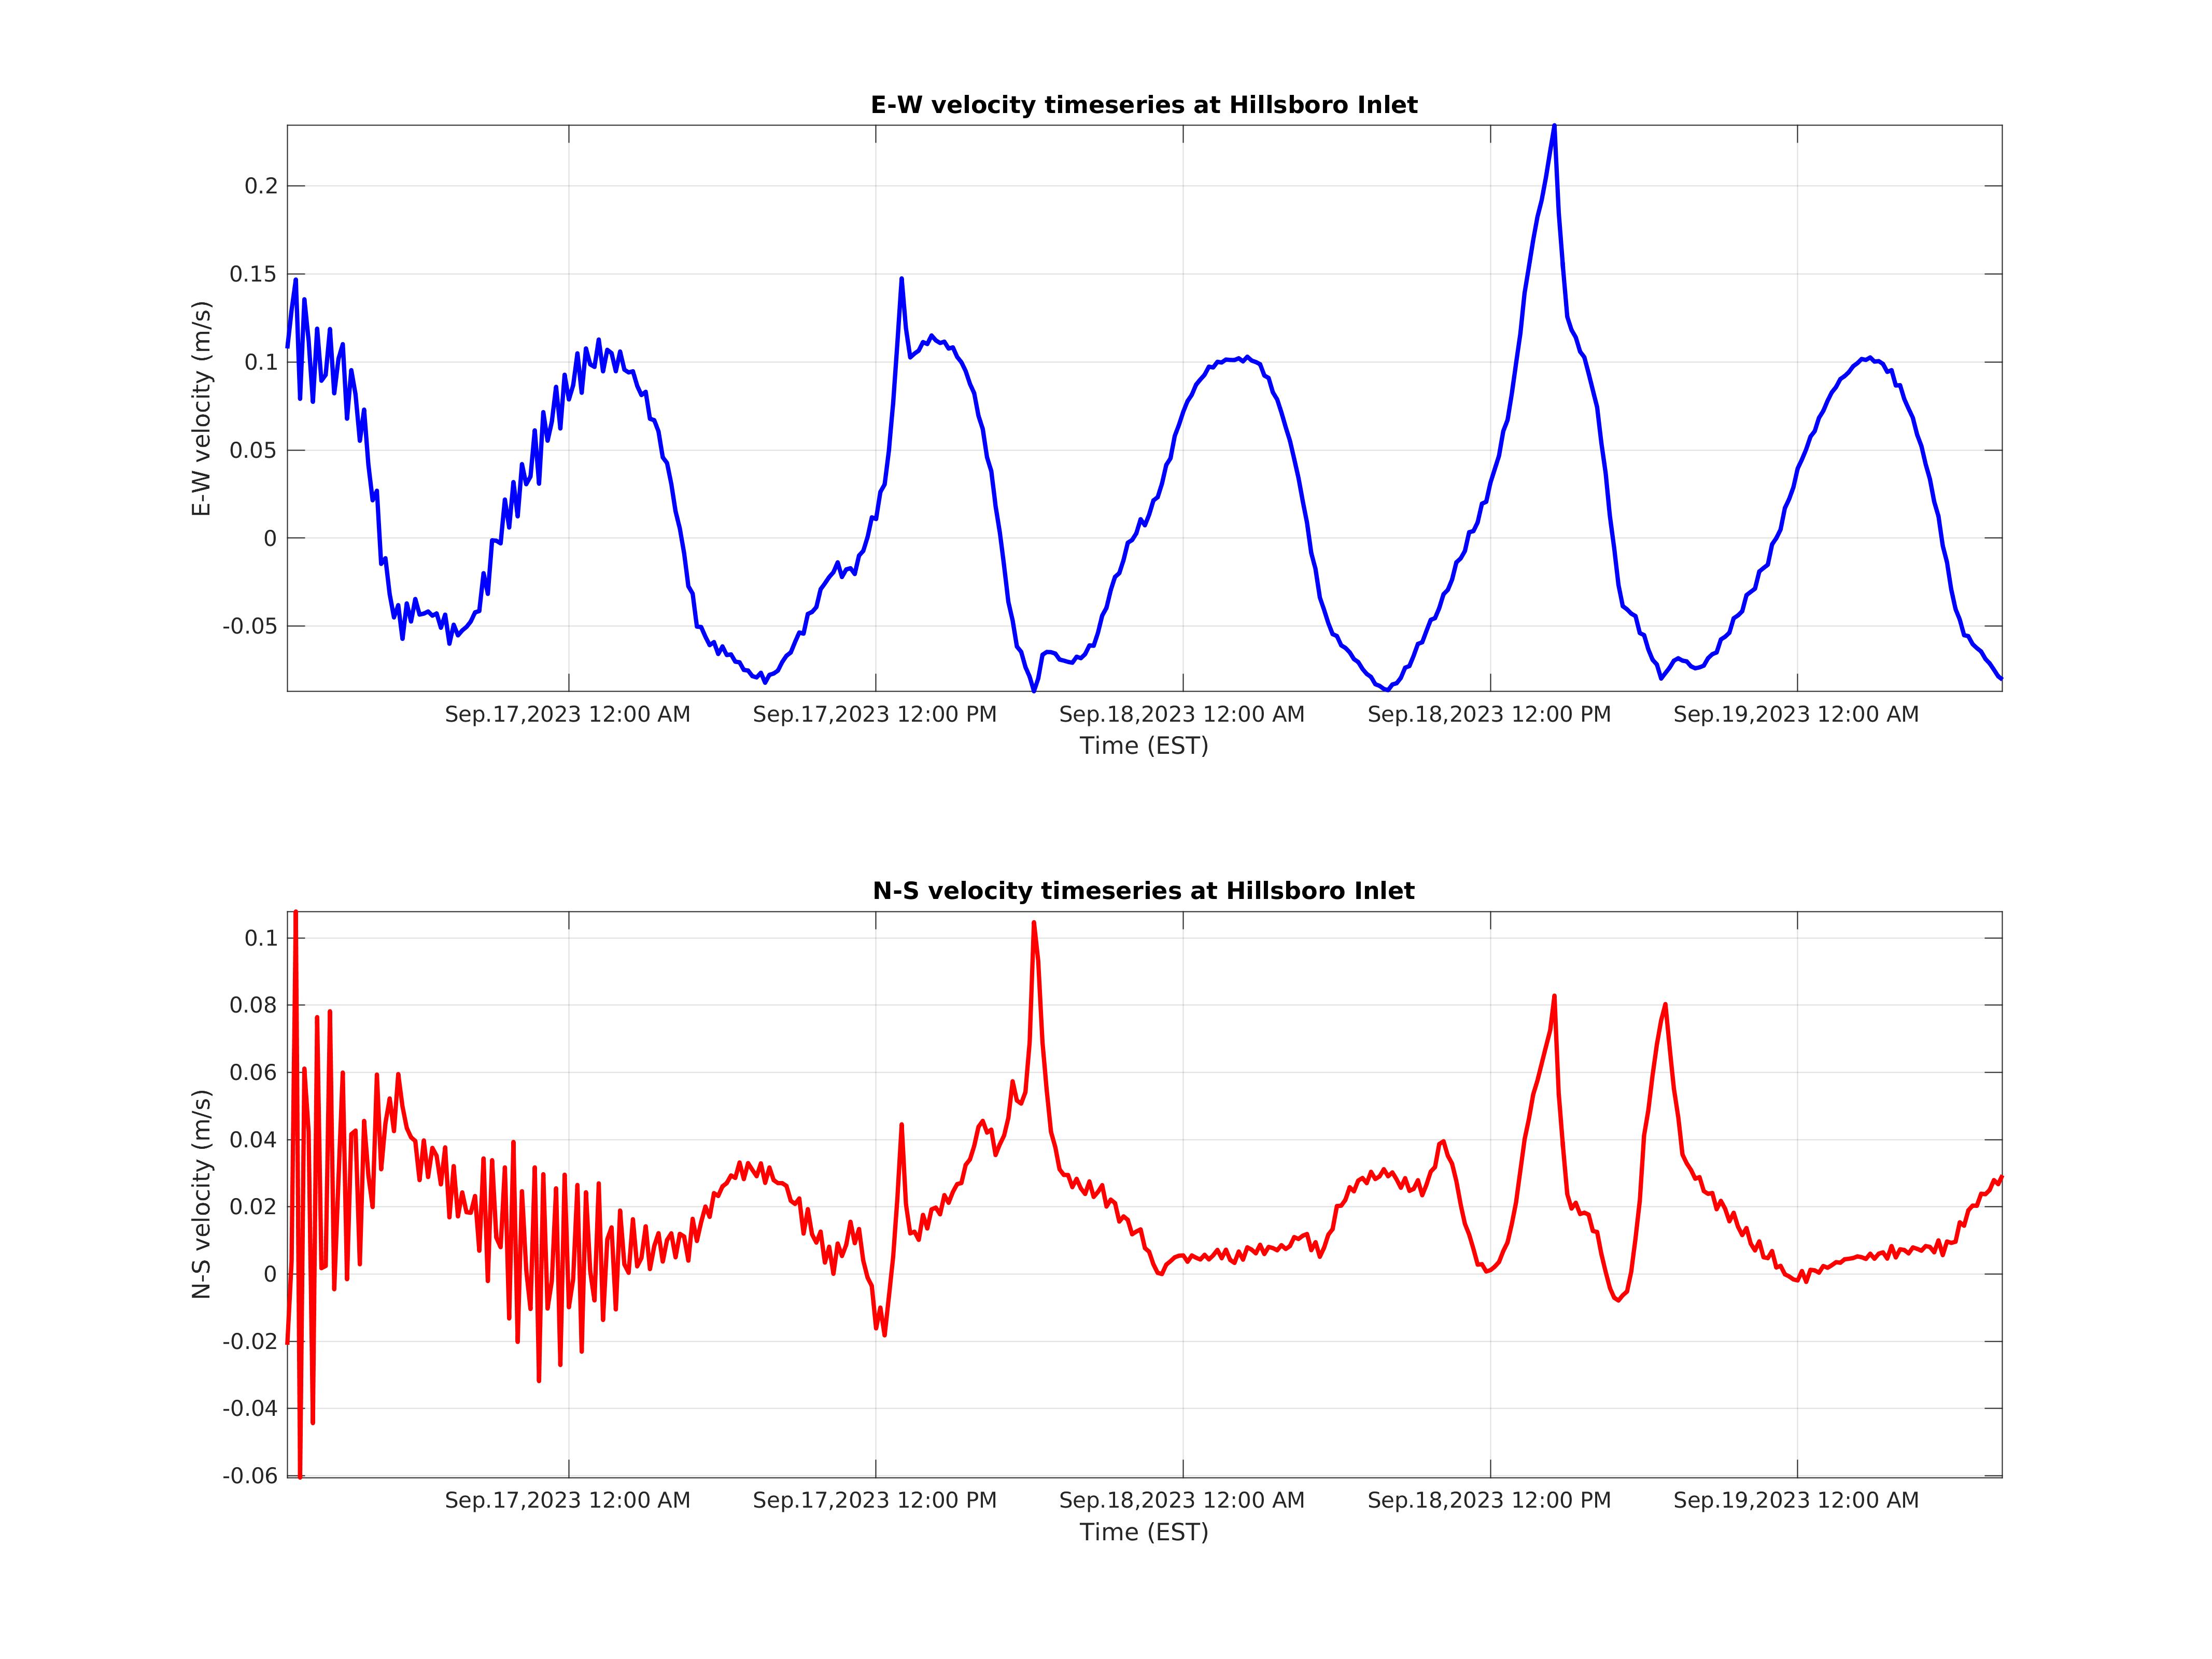 E-W velocity timeseries at Hillsboro Inlet
0.2
0.15
0.1
0.05
0
-0.05
E-W velocity (m/s)
Sep.17,2023 12:00 AM Sep.17,2023 12:00 PM Sep.18,2023 12:00 AM Sep.18,2023 12:00 PM Sep.19,2023 12:00 AM
Time (EST)
N-S velocity timeseries at Hillsboro Inlet
0.1
0.08
0.06
0.04
0.02
0
-0.02
-0.04
-0.06
N-S velocity (m/s)
Sep.17,2023 12:00 AM Sep.17,2023 12:00 PM Sep.18,2023 12:00 AM Sep.18,2023 12:00 PM Sep.19,2023 12:00 AM
Time (EST)